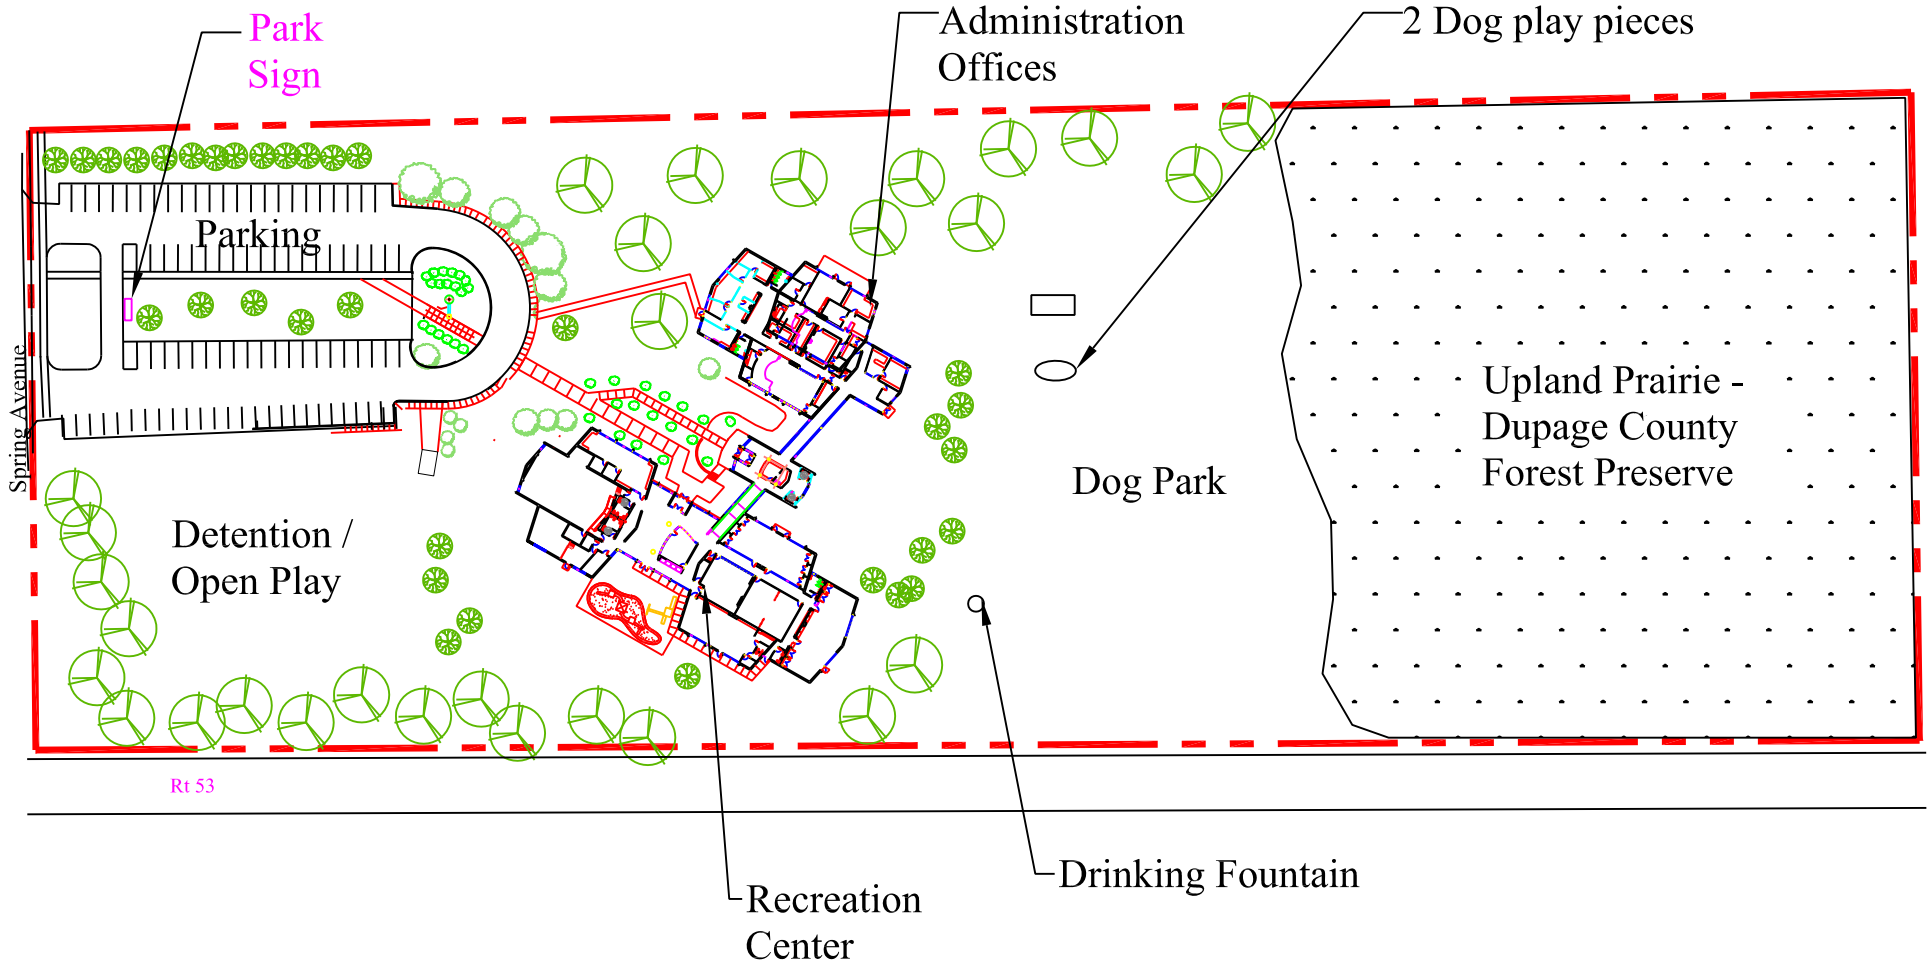 Park
Sign
Administration
Offices
2 Dog play pieces
Parking
Spring Avenue
Upland Prairie -
Dupage County
Forest Preserve
Dog Park
Detention /
Open Play
Rt 53
Drinking Fountain
Recreation
Center